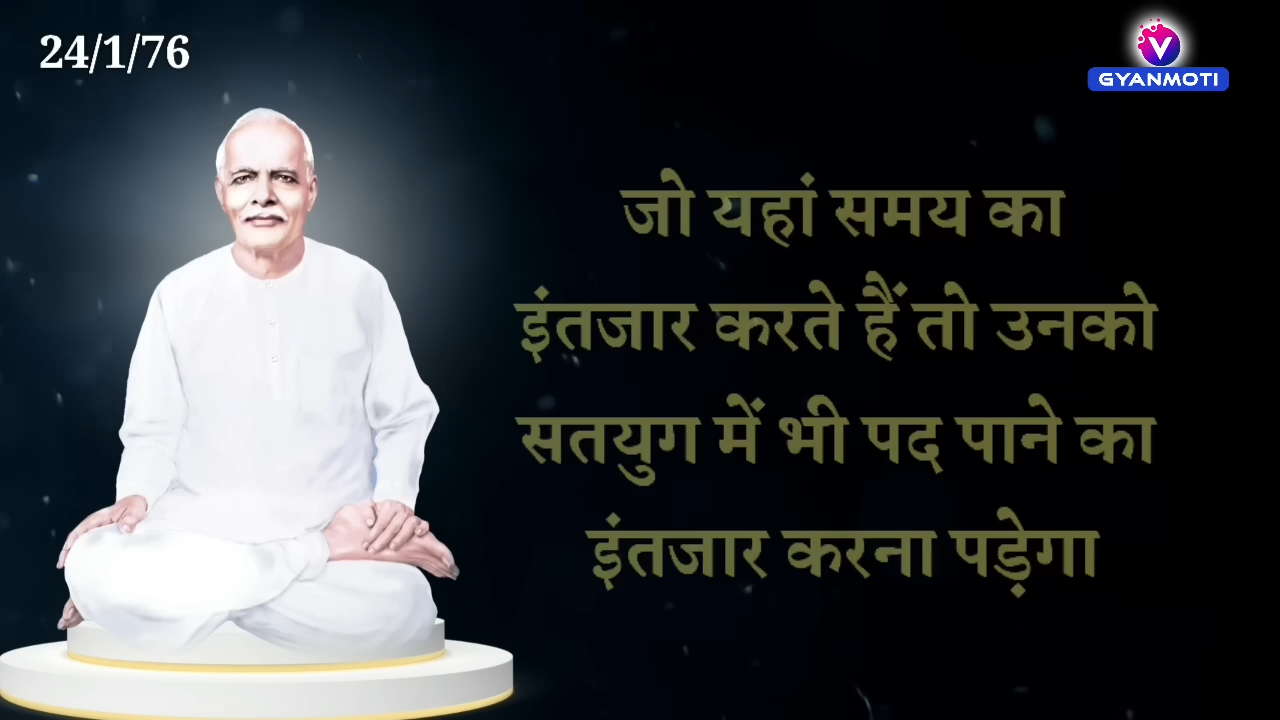 24/1/76
V
GYANMOTI
जो यहां समय का
इंतजार करते हैं तो उनको
सतयुग में भी पद पाने का
इंतजार करना पड़ेगा